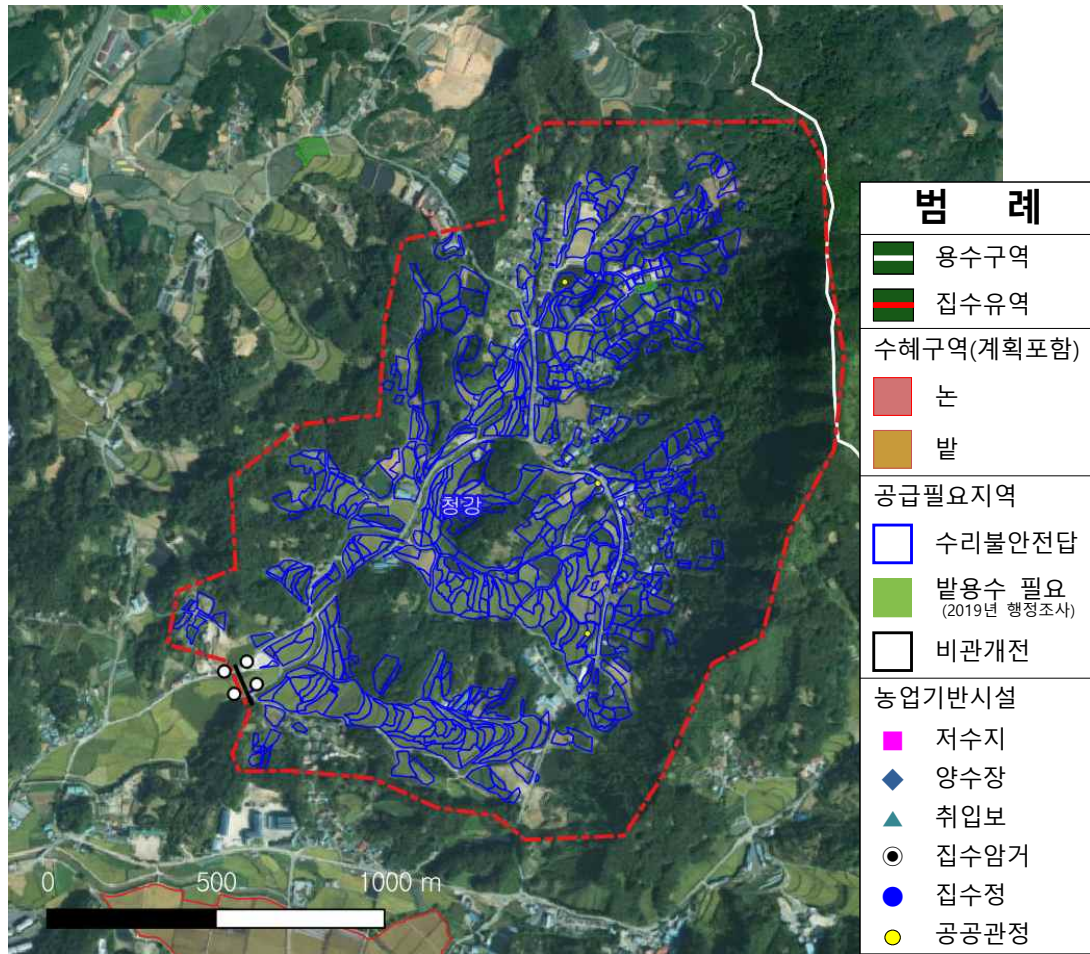 청강
0 500 1000 m
범 례
용수구역
집수유역
수혜구역(계획포함)
논
밭
공급필요지역
수리불안전답
밭용수 필요
(2019년 행정조사)
비관개전
농업기반시설
저수지
양수장
취입보
집수암거
집수정
공공관정